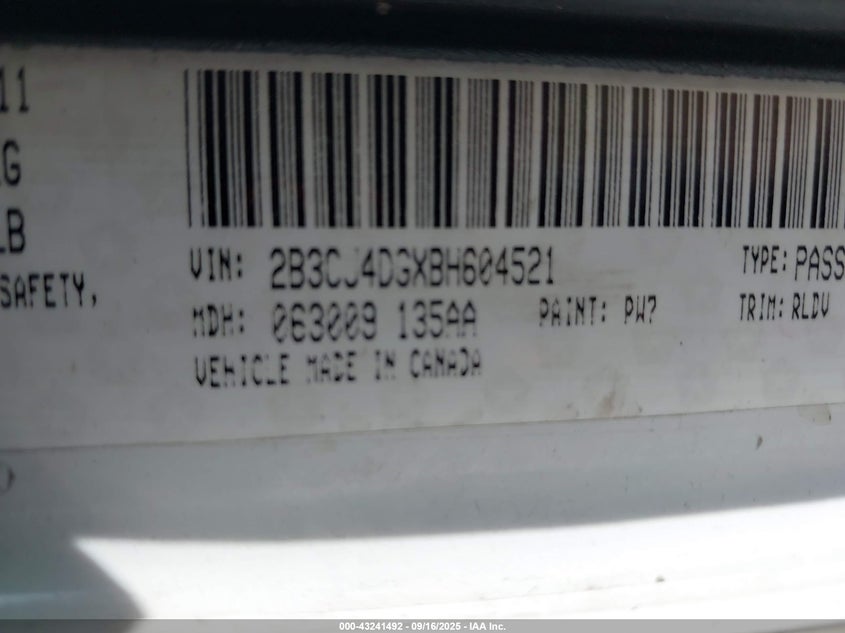 11
G
LB
SAFETY,
VIN: 2B3CJ4DGXBH604521 TYPE: PASS
MDH: 063009 135AA PAINT: PW7 TRIM: RLDV
VEHICLE MADE IN CANADA
000-43241492 - 09/16/2025 - IAA Inc.